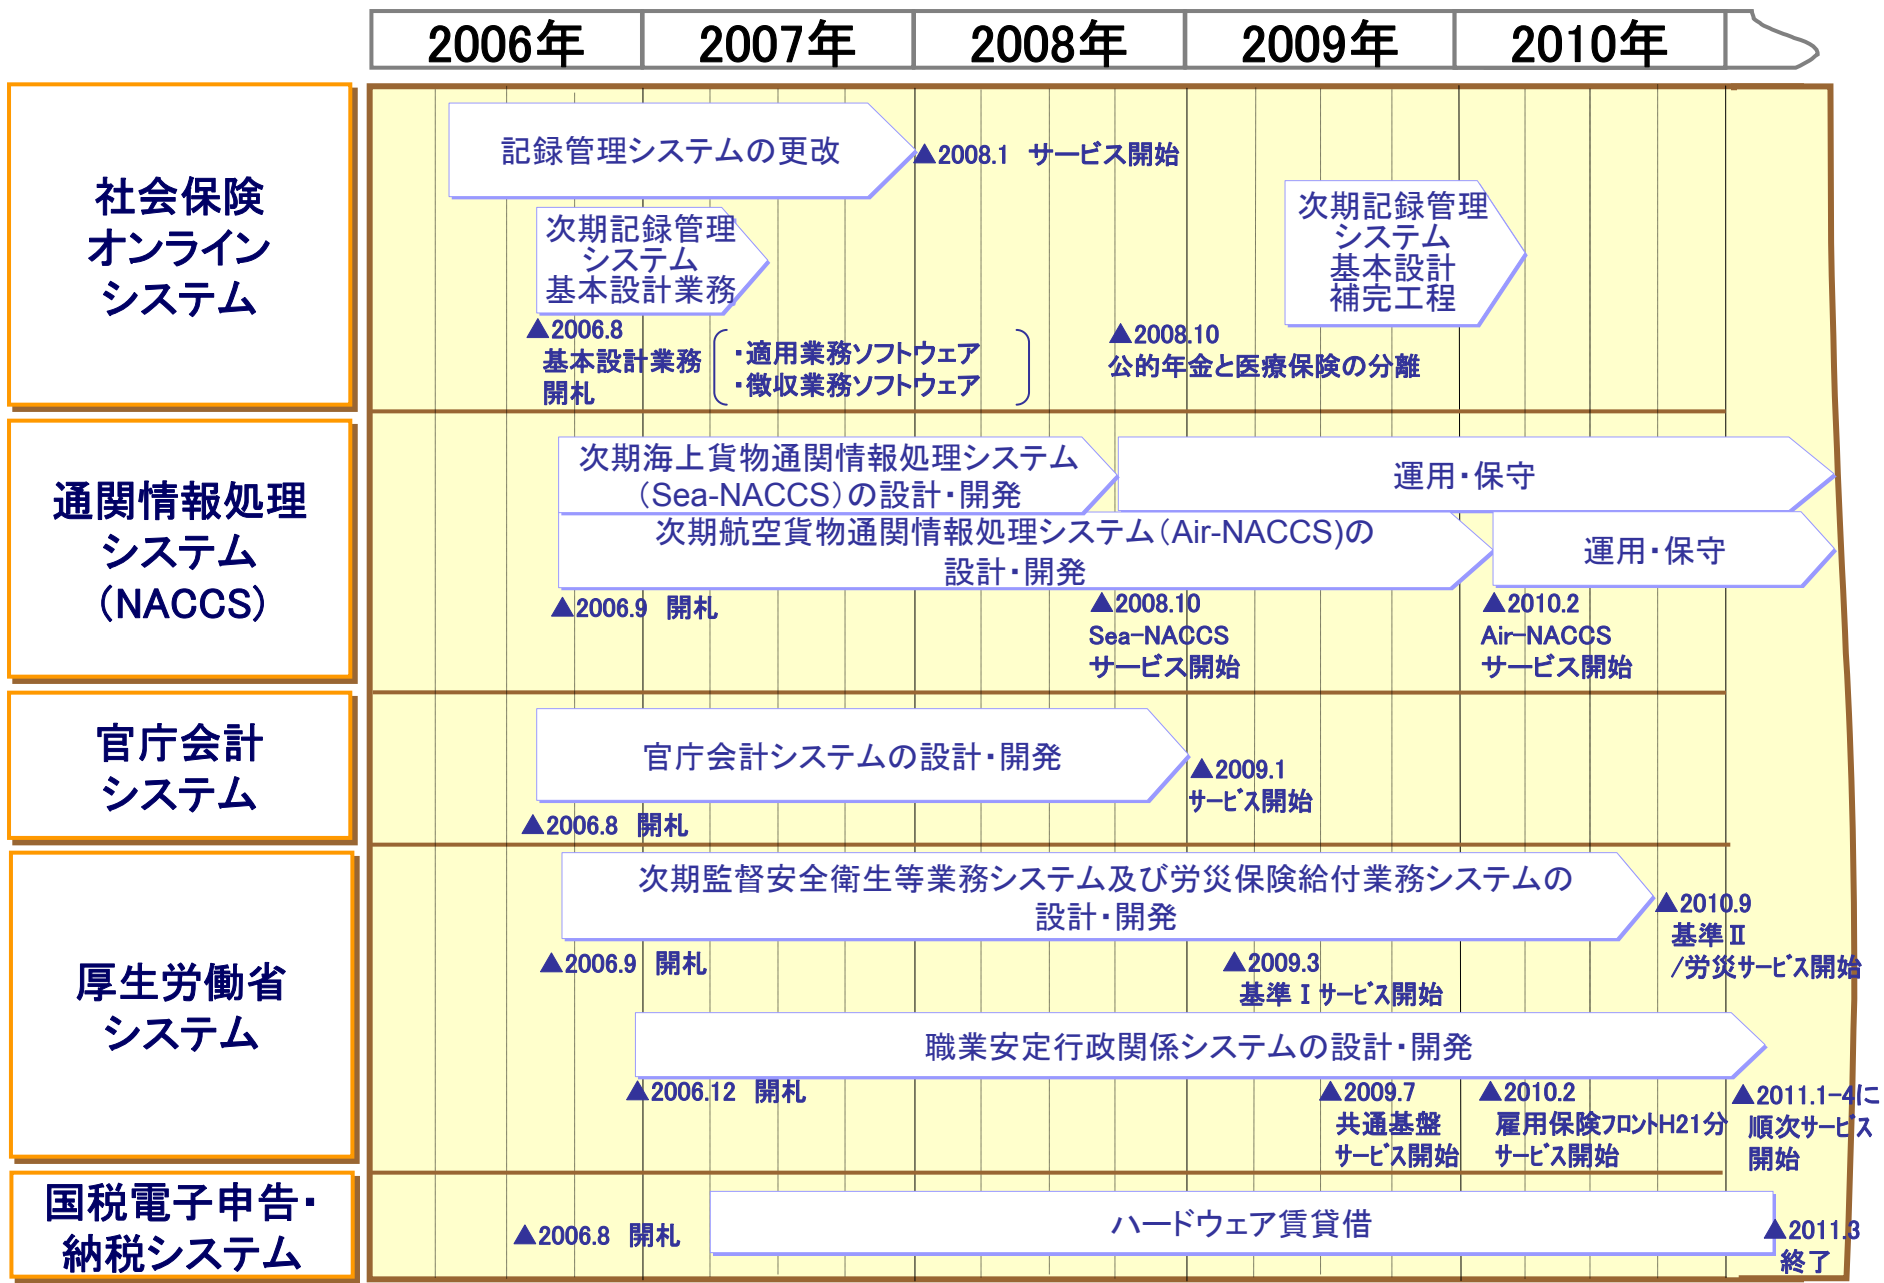 2006年
2007年
2008年
2009年
2010年
社会保険
オンライン
システム
記録管理システムの更改
▲2008.1 サービス開始
次期記録管理
システム
基本設計業務
▲2006.8
基本設計業務
開札
・適用業務ソフトウェア
・徴収業務ソフトウェア
▲2008.10
公的年金と医療保険の分離
次期記録管理
システム
基本設計
補完工程
通関情報処理
システム
（NACCS）
次期海上貨物通関情報処理システム
（Sea-NACCS）の設計・開発
運用・保守
次期航空貨物通関情報処理システム（Air-NACCS)の
設計・開発
運用・保守
▲2006.9 開札
▲2008.10
Sea-NACCS
サービス開始
▲2010.2
Air-NACCS
サービス開始
官庁会計
システム
官庁会計システムの設計・開発
▲2009.1
サービス開始
▲2006.8 開札
厚生労働省
システム
次期監督安全衛生等業務システム及び労災保険給付業務システムの
設計・開発
▲2010.9
基準Ⅱ
/労災サービス開始
▲2006.9 開札
▲2009.3
基準Ⅰサービス開始
職業安定行政関係システムの設計・開発
▲2006.12 開札
▲2009.7
共通基盤
サービス開始
▲2010.2
雇用保険フロントH21分
サービス開始
▲2011.1-4に
順次サービス
開始
国税電子申告・
納税システム
▲2006.8 開札
ハードウェア賃貸借
▲2011.3
終了